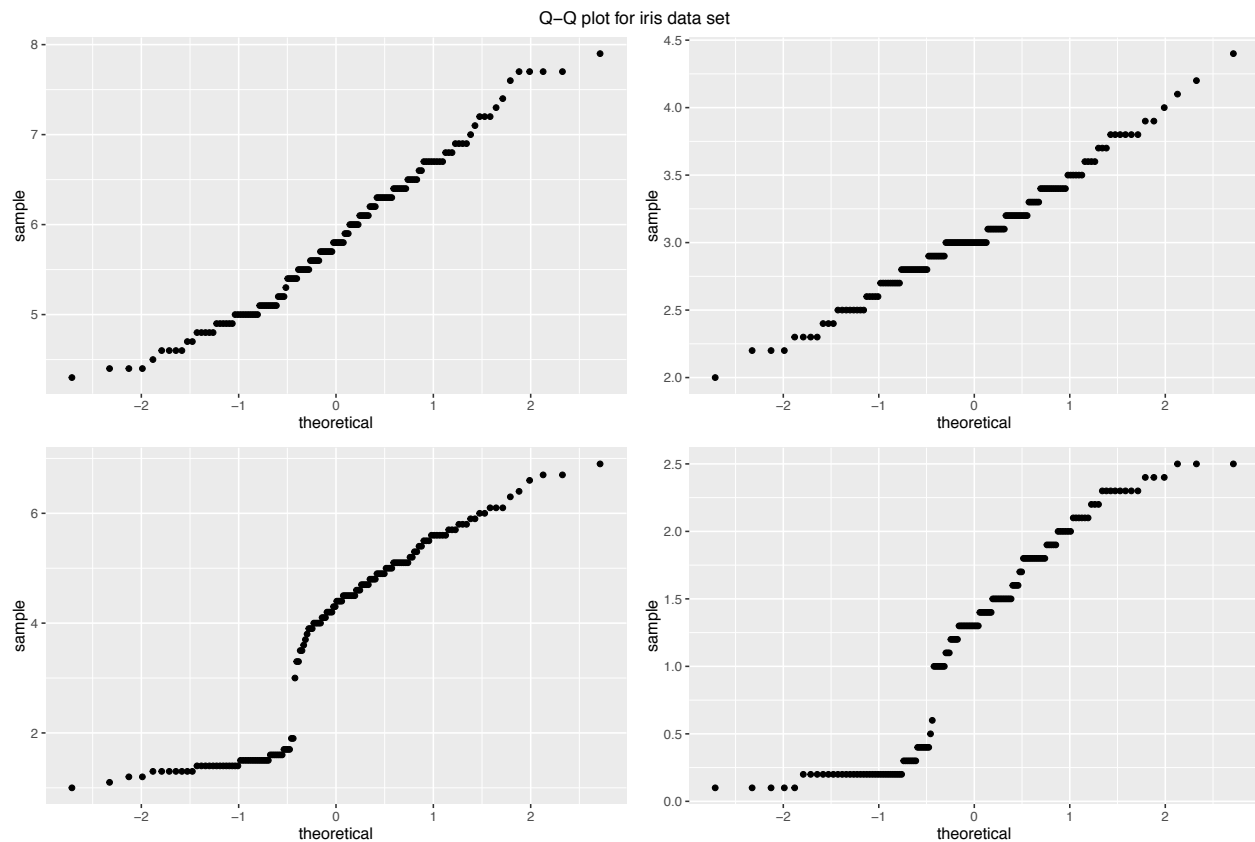 Q−Q plot for iris data set
8
7
6
5
sample
−2 −1 0 1 2
theoretical
4.5
4.0
3.5
3.0
2.5
2.0
sample
−2 −1 0 1 2
theoretical
6
4
2
sample
−2 −1 0 1 2
theoretical
2.5
2.0
1.5
1.0
0.5
0.0
sample
−2 −1 0 1 2
theoretical